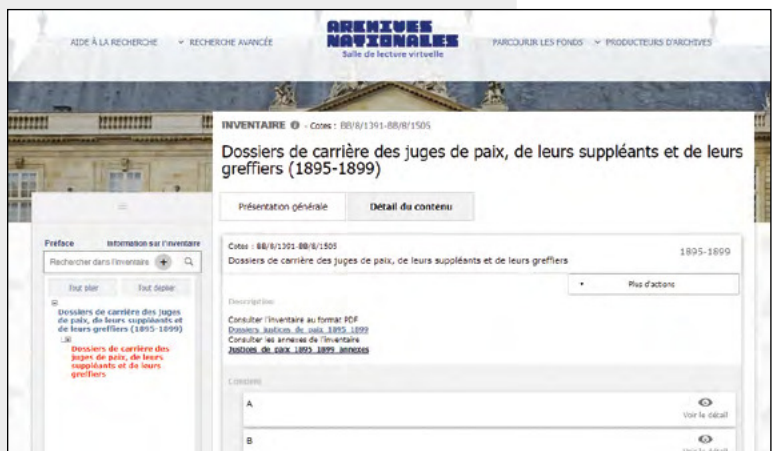 AIDE À LA RECHERCHE
RECHERCHE AVANCÉE
ARCHIVES
NATIONALES
Salle de lecture virtuelle
PARCOURIR LES FONDS
PRODUCTEURS D'ARCHIVES
INVENTAIRE - Cotes : BB/8/1391-BB/8/1505
Dossiers de carrière des juges de paix, de leurs suppléants et de leurs
greffiers (1895-1899)
Présentation générale
Détail du contenu
Préface
Information sur l'inventaire
Rechercher dans l'inventaire
Tout plier
Tout déplier
Dossiers de carrière des juges
de paix, de leurs suppléants et
de leurs greffiers (1895-1899)
Dossiers de carrière des
juges de paix, de leurs
suppléants et de leurs
greffiers
Cotes : BB/8/1391-BB/8/1505
Dossiers de carrière des juges de paix, de leurs suppléants et de leurs greffiers
1895-1899
Plus d'actions
Description
Consulter l'inventaire au format PDF
Dossiers justices de paix 1895 1899
Consulter les annexes de l'inventaire
Justices de paix 1895 1899 annexes
Contenu
A
Voir le détail
B
Voir le détail